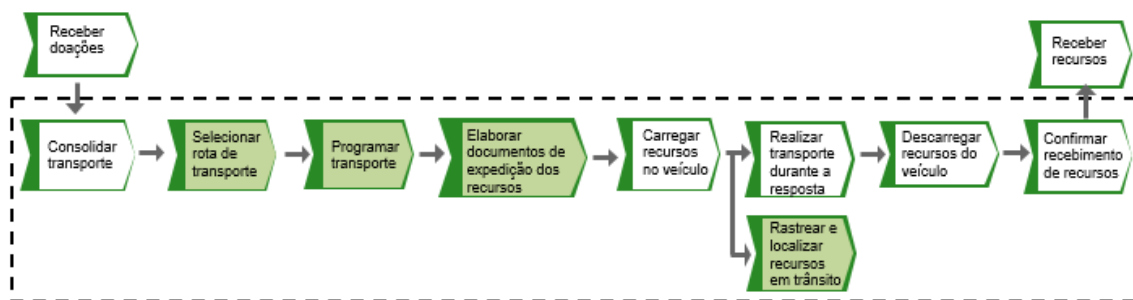 Receber
doações
Receber
recursos
Consolidar
transporte
Selecionar
rota de
transporte
Programar
transporte
Elaborar
documentos de
expedição dos
recursos
Carregar
recursos
no veículo
Realizar
transporte
durante a
resposta
Descarregar
recursos do
veículo
Confirmar
recebimento
de recursos
Rastrear e
localizar
recursos
em trânsito